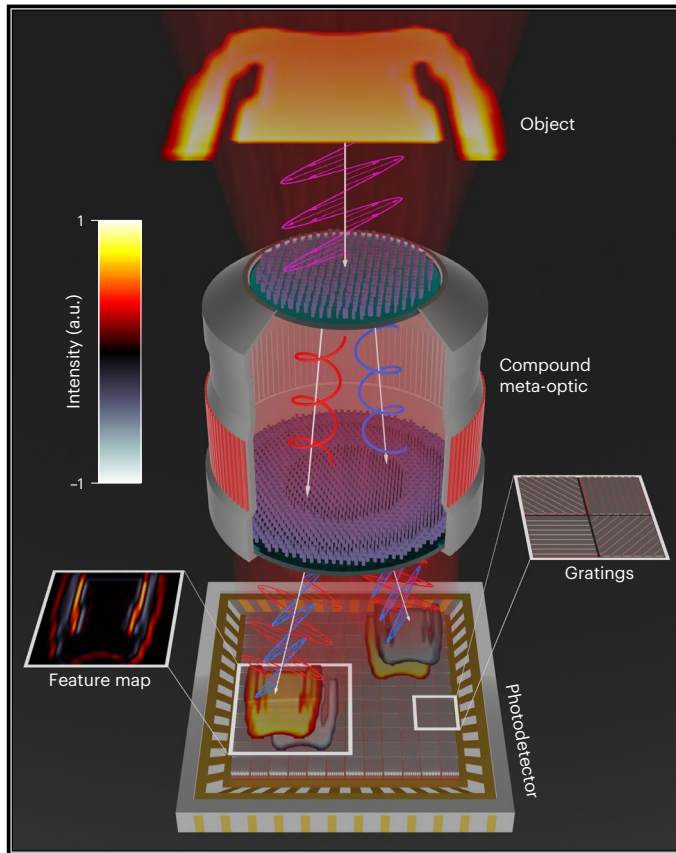 Object
1
Intensity (a.u.)
–1
Compound
meta-optic
Gratings
Feature map
Photodetector